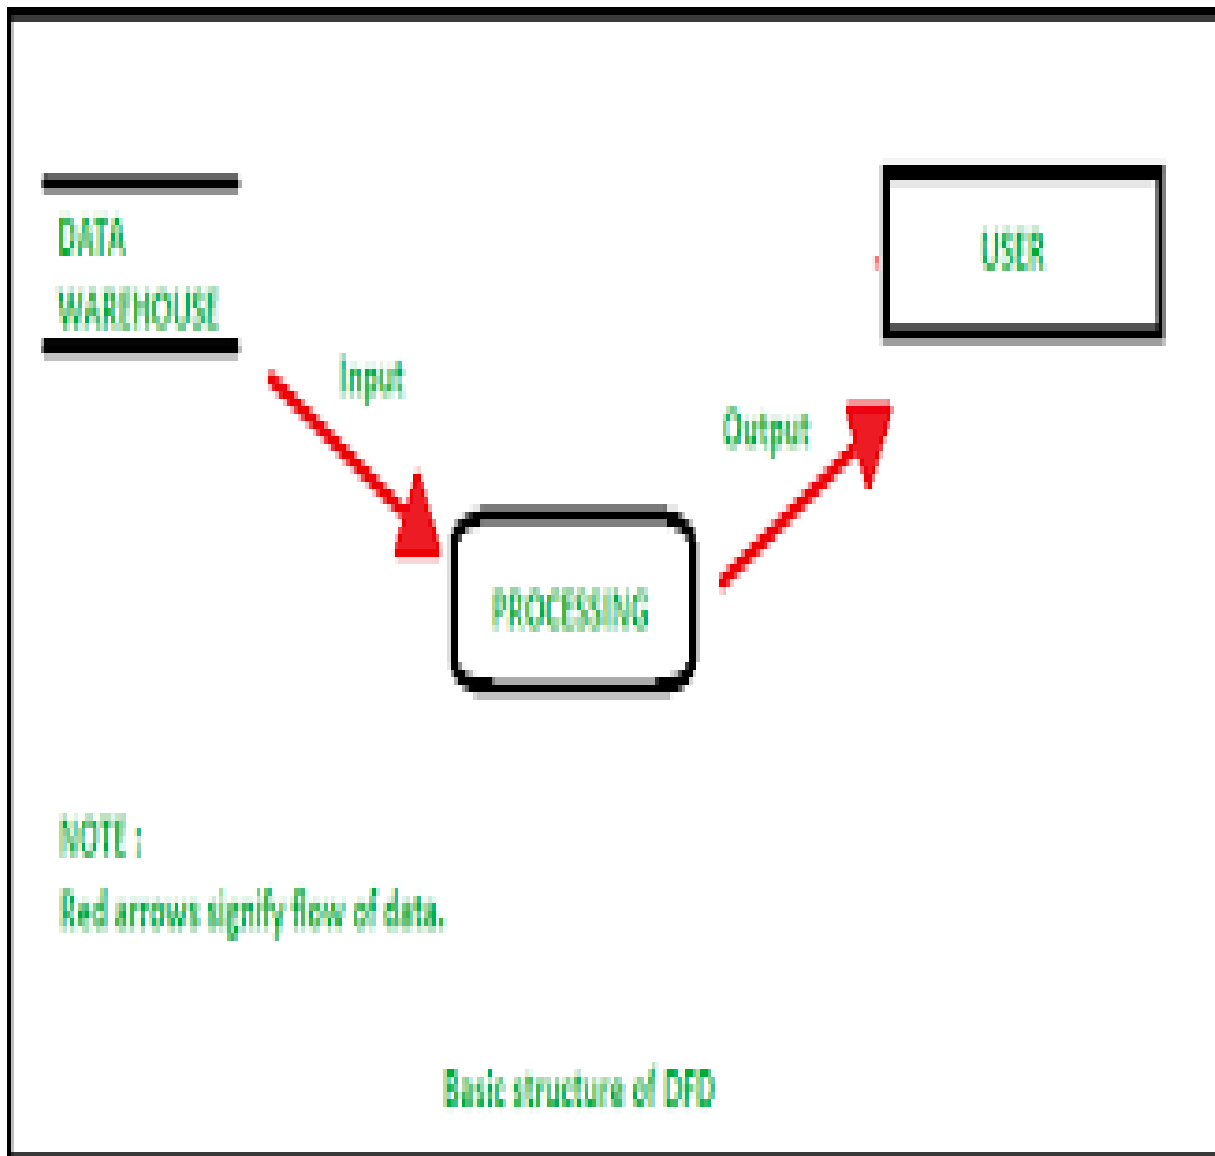 DATA
WAREHOUSE
USER
Input
Output
PROCESSING
NOTE :
Red arrows signify flow of data.
Basic structure of DFD